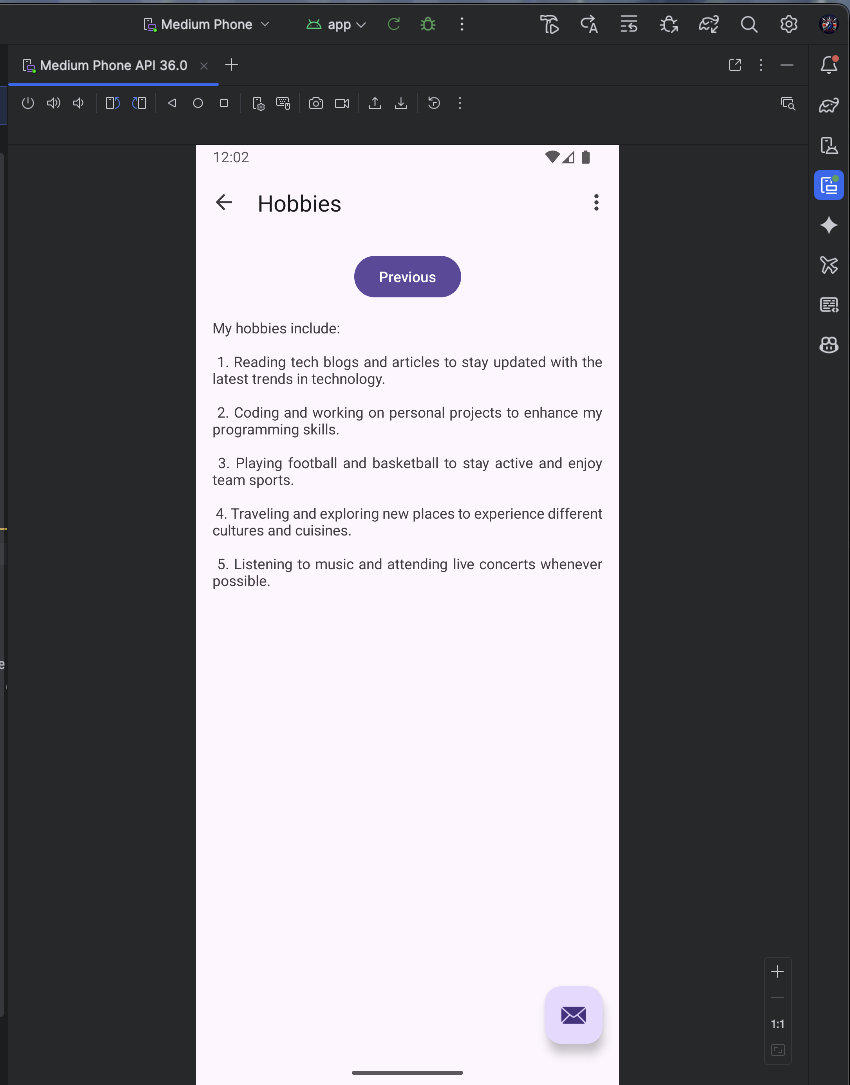 Medium Phone
app
Medium Phone API 36.0
12:02
Hobbies
Previous
My hobbies include:
1. Reading tech blogs and articles to stay updated with the
latest trends in technology.
2. Coding and working on personal projects to enhance my
programming skills.
3. Playing football and basketball to stay active and enjoy
team sports.
4. Traveling and exploring new places to experience different
cultures and cuisines.
5. Listening to music and attending live concerts whenever
possible.
e
1:1